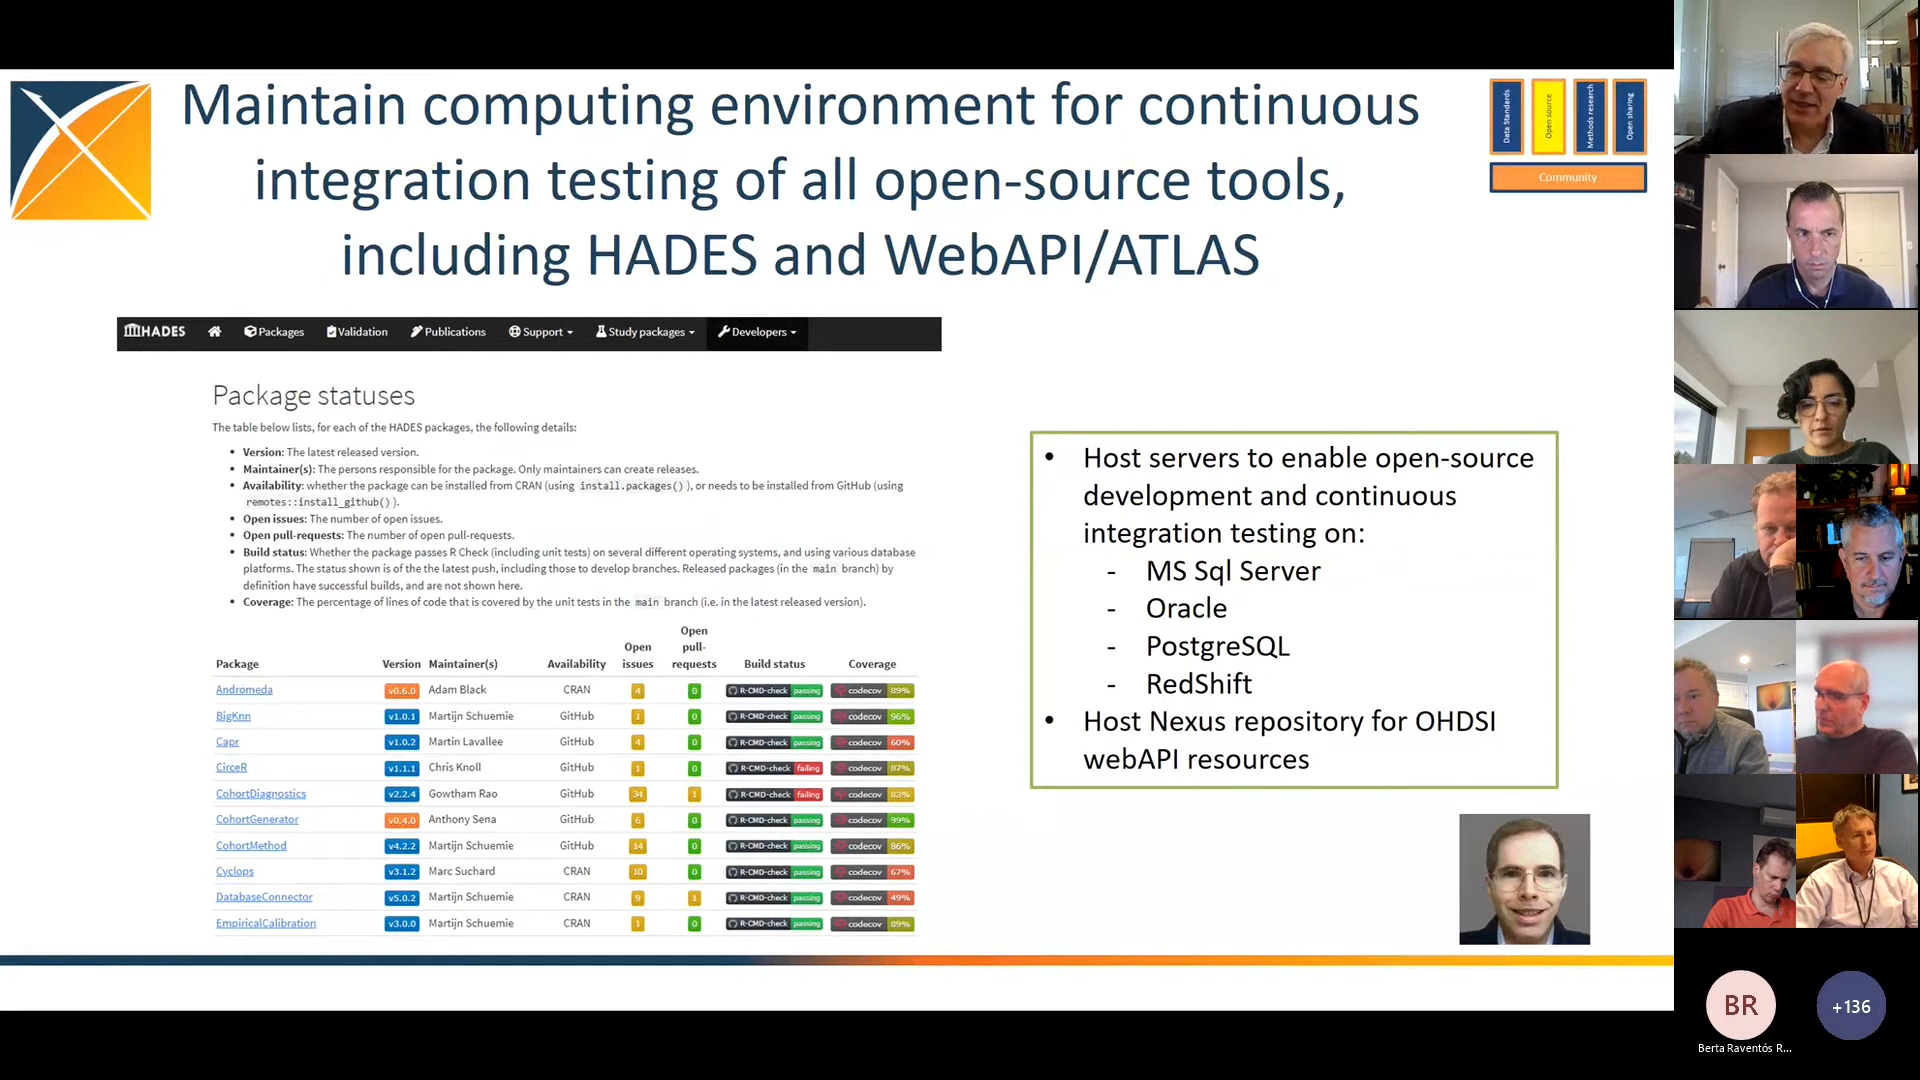 Maintain computing environment for continuous
integration testing of all open-source tools,
including HADES and WebAPI/ATLAS
Data Standards
Open source
Methods research
Open sharing
Community
HADES Packages Validation Publications Support Study packages Developers
Package statuses
The table below lists, for each of the HADES packages, the following details:
• Version: The latest released version.
• Maintainer(s): The persons responsible for the package. Only maintainers can create releases.
• Availability: whether the package can be installed from CRAN (using install.packages()), or needs to be installed from GitHub (using
remotes::install_github()).
• Open issues: The number of open issues.
• Open pull-requests: The number of open pull-requests.
• Build status: Whether the package passes R Check (including unit tests) on several different operating systems, and using various database
platforms. The status shown is of the the latest push, including those to develop branches. Released packages (in the main branch) by
definition have successful builds, and are not shown here.
• Coverage: The percentage of lines of code that is covered by the unit tests in the main branch (i.e. in the latest released version).
Package Version Maintainer(s) Availability Open issues Open pull-requests Build status Coverage
Andromeda v0.6.0 Adam Black CRAN 4 0 R-CMD-check passing codecov 89%
BigKnn v1.0.1 Martijn Schuemie GitHub 1 0 R-CMD-check passing codecov 96%
Capr v1.0.2 Martin Lavallee GitHub 4 0 R-CMD-check passing codecov 60%
CirceR v1.1.1 Chris Knoll GitHub 1 0 R-CMD-check failing codecov 87%
CohortDiagnostics v2.2.4 Gowtham Rao GitHub 34 1 R-CMD-check failing codecov 83%
CohortGenerator v0.4.0 Anthony Sena GitHub 6 0 R-CMD-check passing codecov 99%
CohortMethod v4.2.2 Martijn Schuemie GitHub 14 0 R-CMD-check passing codecov 86%
Cyclops v3.1.2 Marc Suchard CRAN 10 0 R-CMD-check passing codecov 67%
DatabaseConnector v5.0.2 Martijn Schuemie CRAN 9 1 R-CMD-check passing codecov 49%
EmpiricalCalibration v3.0.0 Martijn Schuemie CRAN 1 0 R-CMD-check passing codecov 89%
• Host servers to enable open-source
development and continuous
integration testing on:
- MS Sql Server
- Oracle
- PostgreSQL
- RedShift
• Host Nexus repository for OHDSI
webAPI resources
BR
+136
Berta Raventós R...